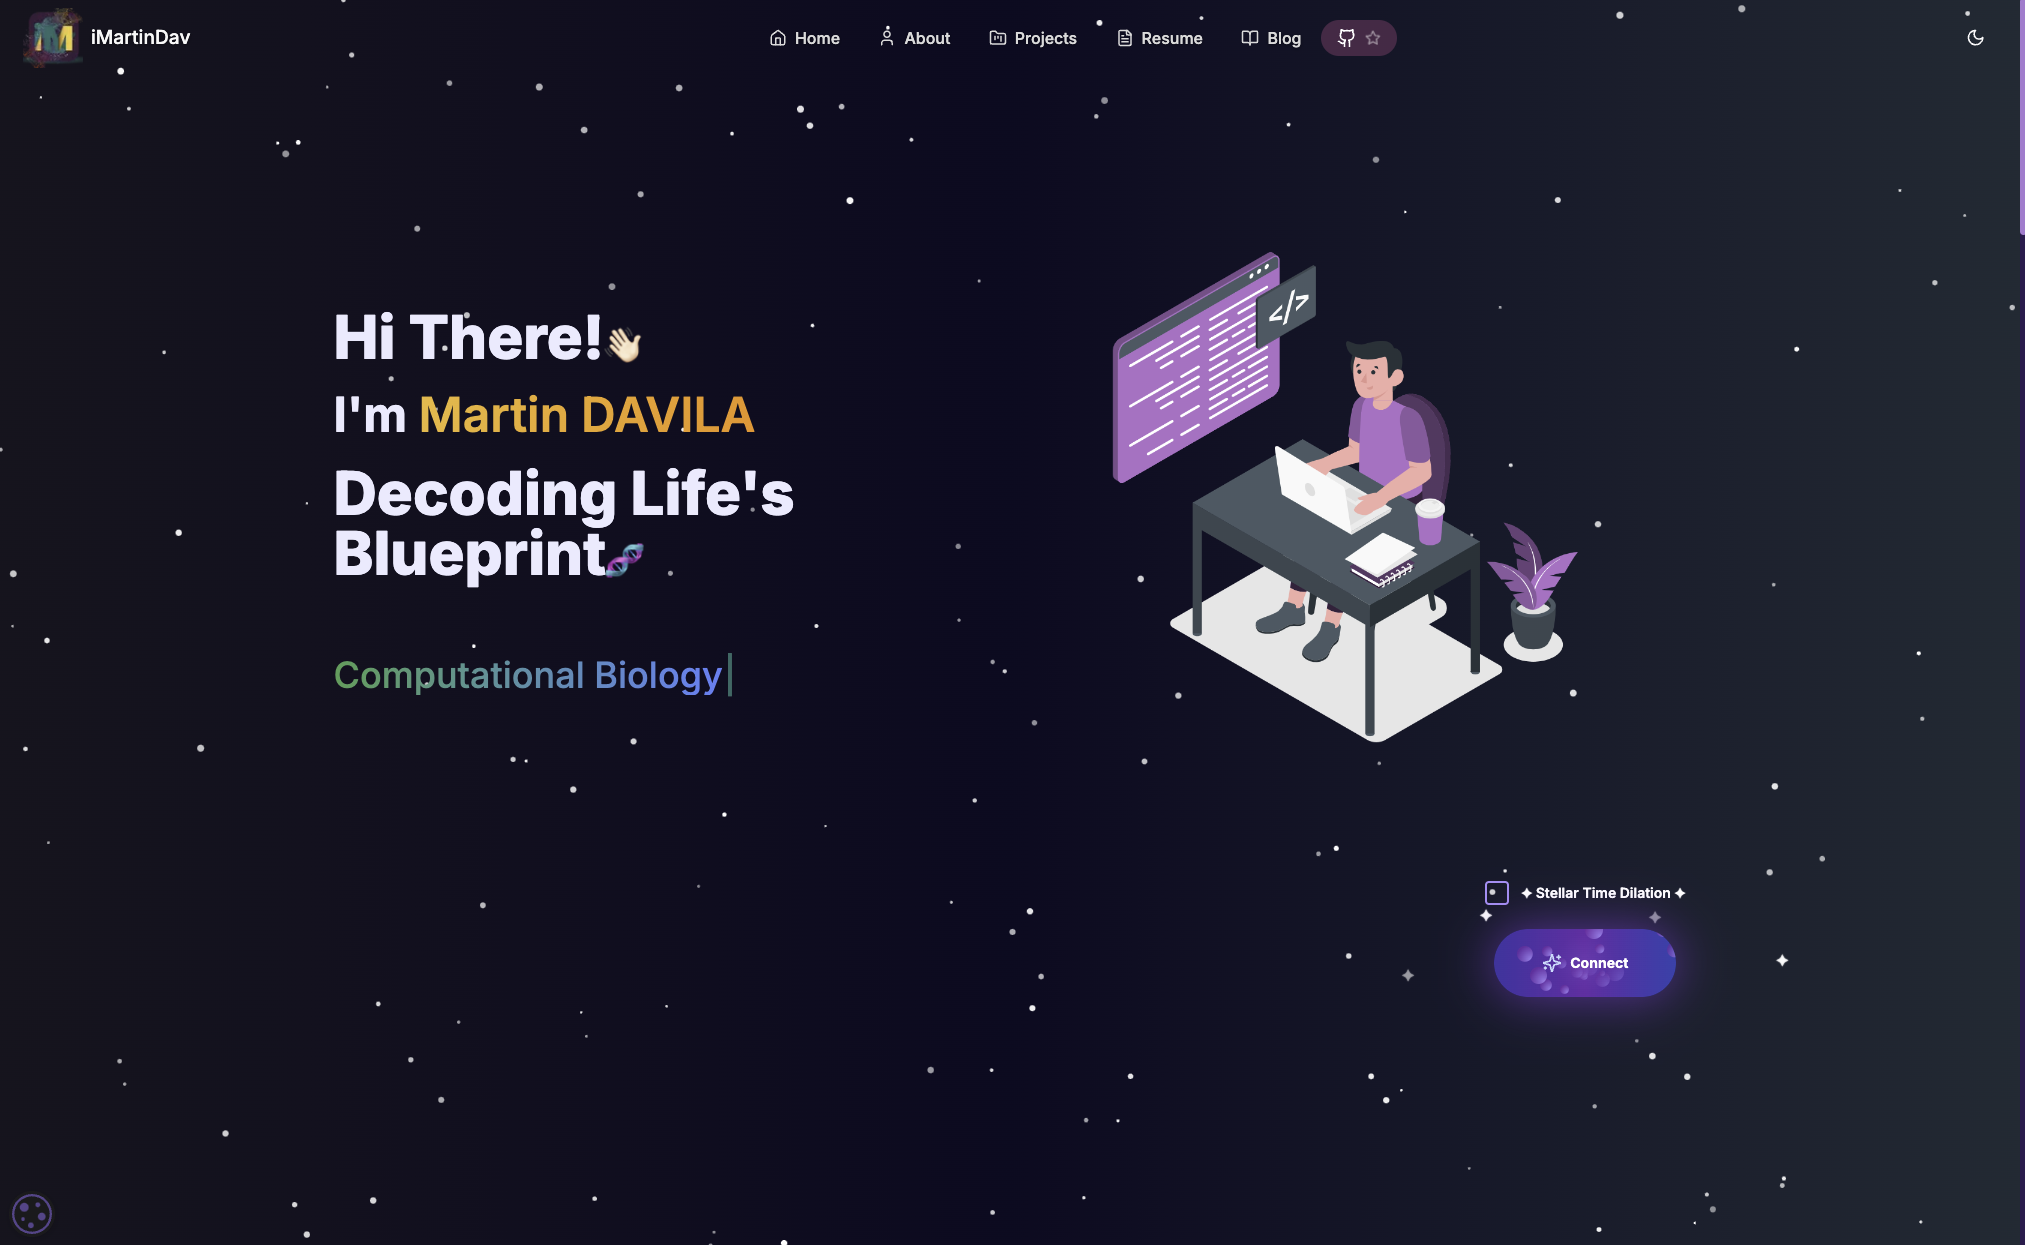 iMartinDav
Home
About
Projects
Resume
Blog
Hi There!👋🏻
I'm Martin DAVILA
Decoding Life's
Blueprint🧬
Computational Biology
</>
✦ Stellar Time Dilation ✦
Connect